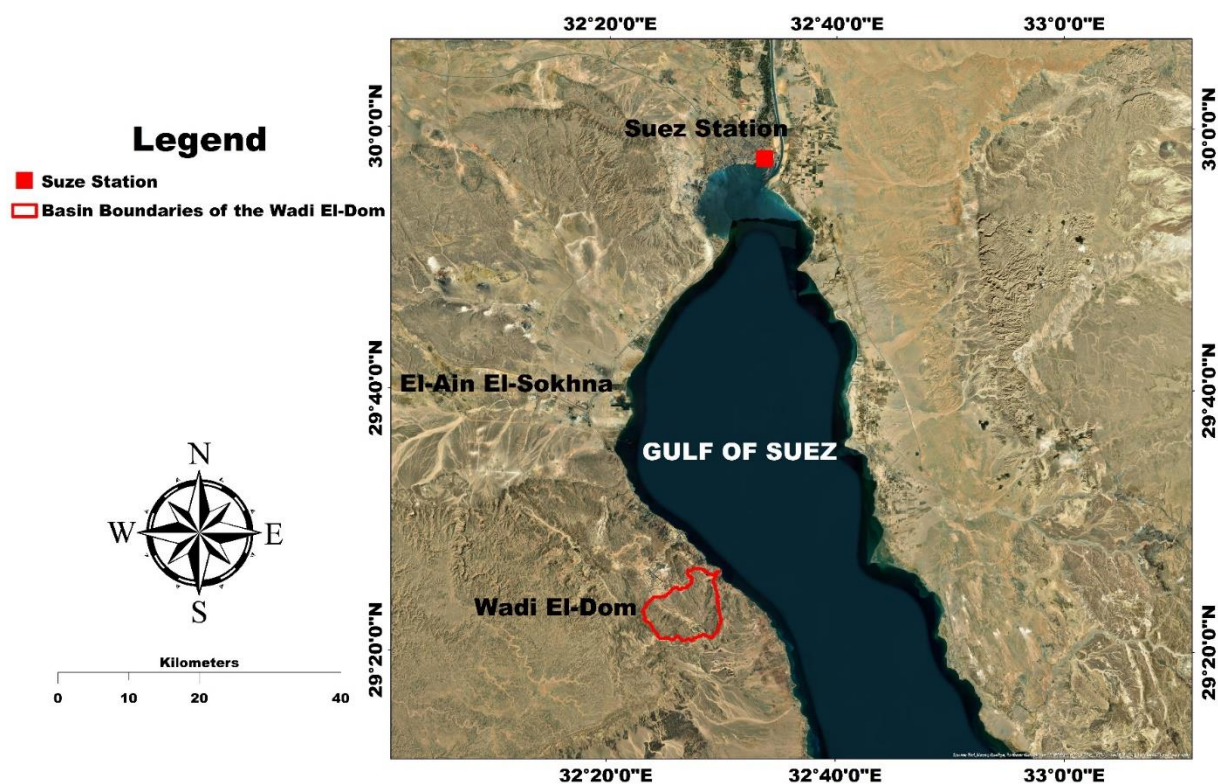 32°20'0"E 32°40'0"E 33°0'0"E
Legend
Suze Station
Basin Boundaries of the Wadi El-Dom
N
W E
S
Kilometers
0 20 40
30°0'0"N
29°40'0"N
29°20'0"N
Suez Station
El-Ain El-Sokhna
GULF OF SUEZ
Wadi El-Dom
30°0'0"N
29°40'0"N
29°20'0"N
32°20'0"E 32°40'0"E 33°0'0"E